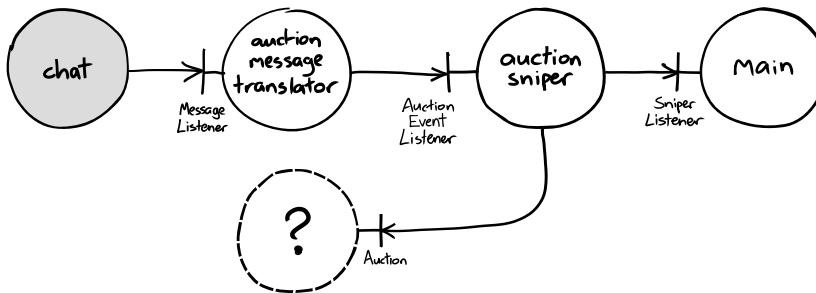 chat
auction
message
translator
auction
sniper
Main
Message
Listener
Auction
Event
Listener
Sniper
Listener
?
Auction